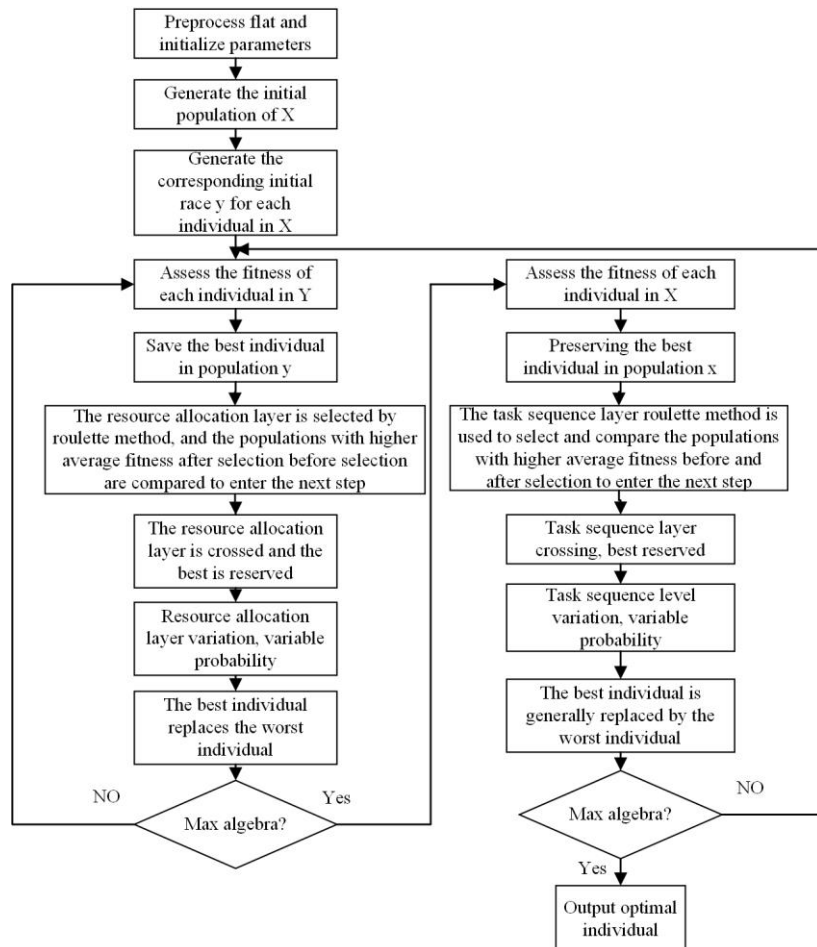 Preprocess flat and
initialize parameters
Generate the initial
population of X
Generate the
corresponding initial
race y for each
individual in X
Assess the fitness of
each individual in Y
Save the best individual
in population y
The resource allocation layer is selected by
roulette method, and the populations with higher
average fitness after selection before selection
are compared to enter the next step
The resource allocation
layer is crossed and the
best is reserved
Resource allocation
layer variation, variable
probability
The best individual
replaces the worst
individual
NO
Yes
Max algebra?
Assess the fitness of each
individual in X
Preserving the best
individual in population x
The task sequence layer roulette method is
used to select and compare the populations
with higher average fitness before and
after selection to enter the next step
Task sequence layer
crossing, best reserved
Task sequence level
variation, variable
probability
The best individual is
generally replaced by the
worst individual
NO
Max algebra?
Yes
Output optimal
individual